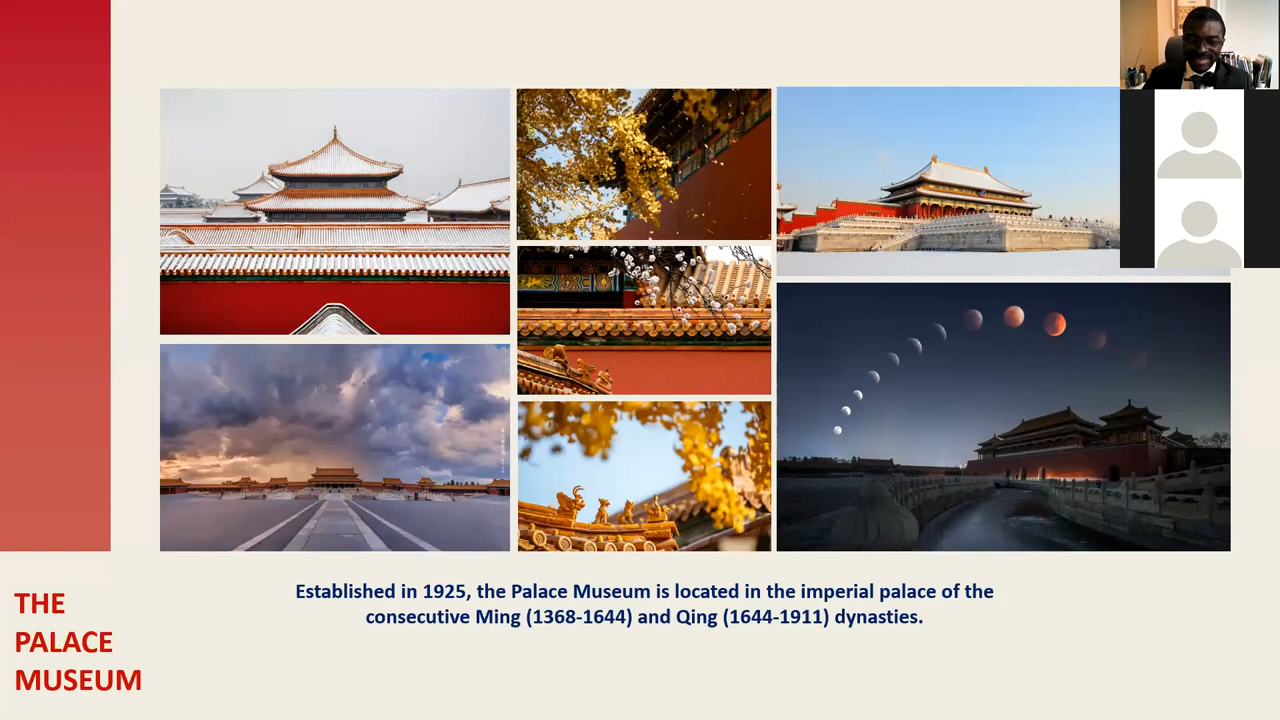 Established in 1925, the Palace Museum is located in the imperial palace of the
consecutive Ming (1368-1644) and Qing (1644-1911) dynasties.
THE
PALACE
MUSEUM